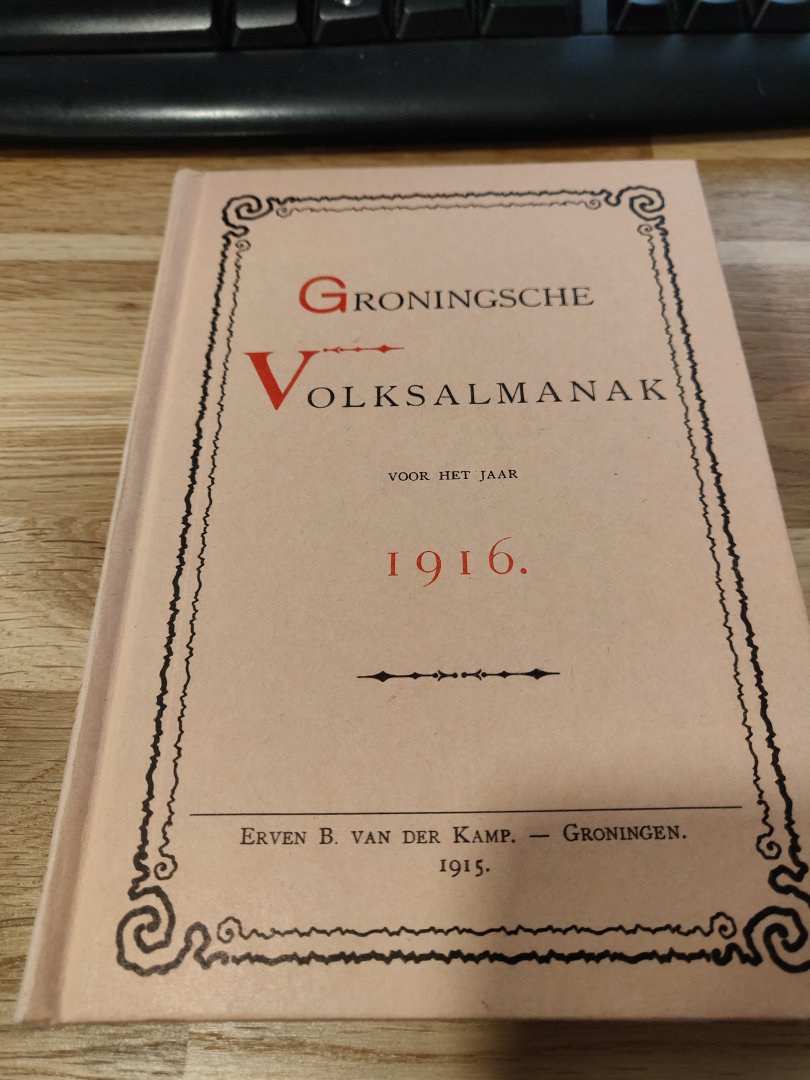 GRONINGSCHE
VOLKSALMANAK
VOOR HET JAAR
1916.
ERVEN B. VAN DER KAMP. — GRONINGEN.
1915.